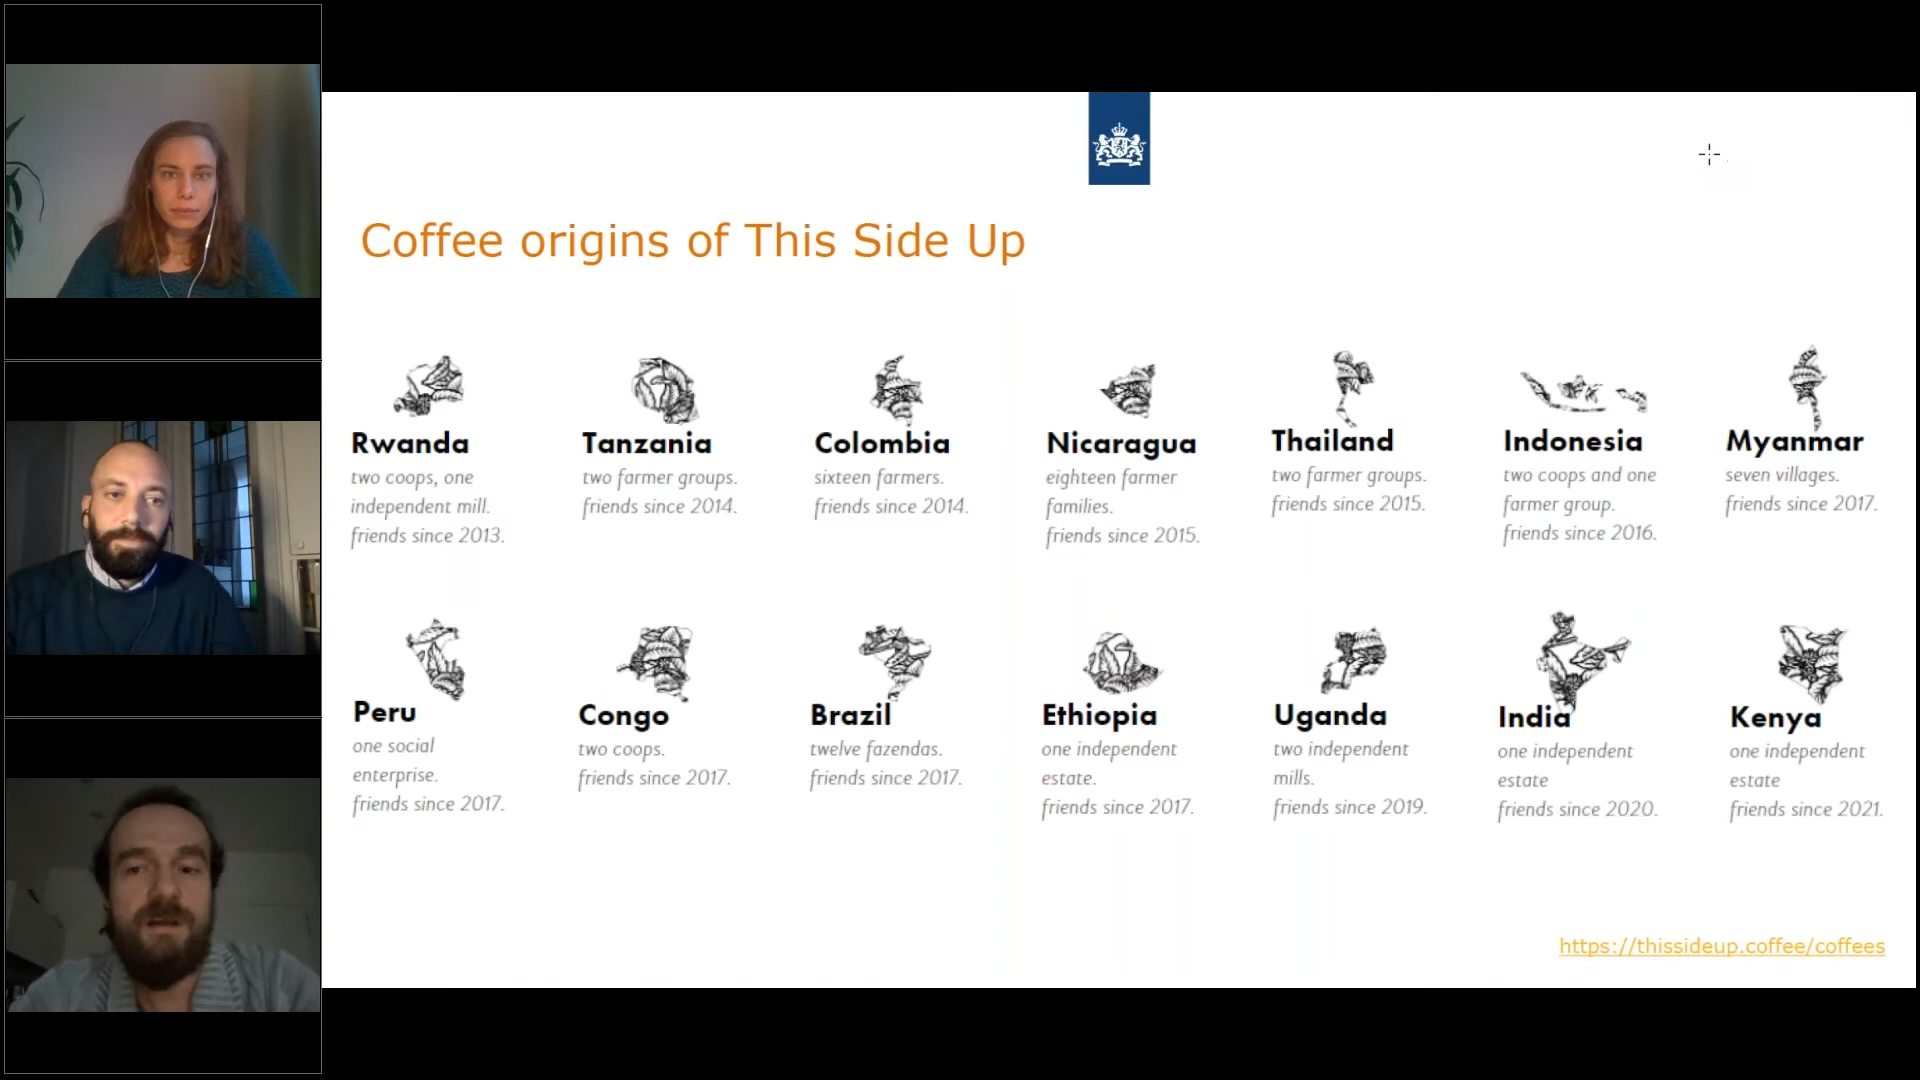 Coffee origins of This Side Up
Rwanda
two coops, one
independent mill.
friends since 2013.
Tanzania
two farmer groups.
friends since 2014.
Colombia
sixteen farmers.
friends since 2014.
Nicaragua
eighteen farmer
families.
friends since 2015.
Thailand
two farmer groups.
friends since 2015.
Indonesia
two coops and one
farmer group.
friends since 2016.
Myanmar
seven villages.
friends since 2017.
Peru
one social
enterprise.
friends since 2017.
Congo
two coops.
friends since 2017.
Brazil
twelve fazendas.
friends since 2017.
Ethiopia
one independent
estate.
friends since 2017.
Uganda
two independent
mills.
friends since 2019.
India
one independent
estate
friends since 2020.
Kenya
one independent
estate
friends since 2021.
https://thissideup.coffee/coffees